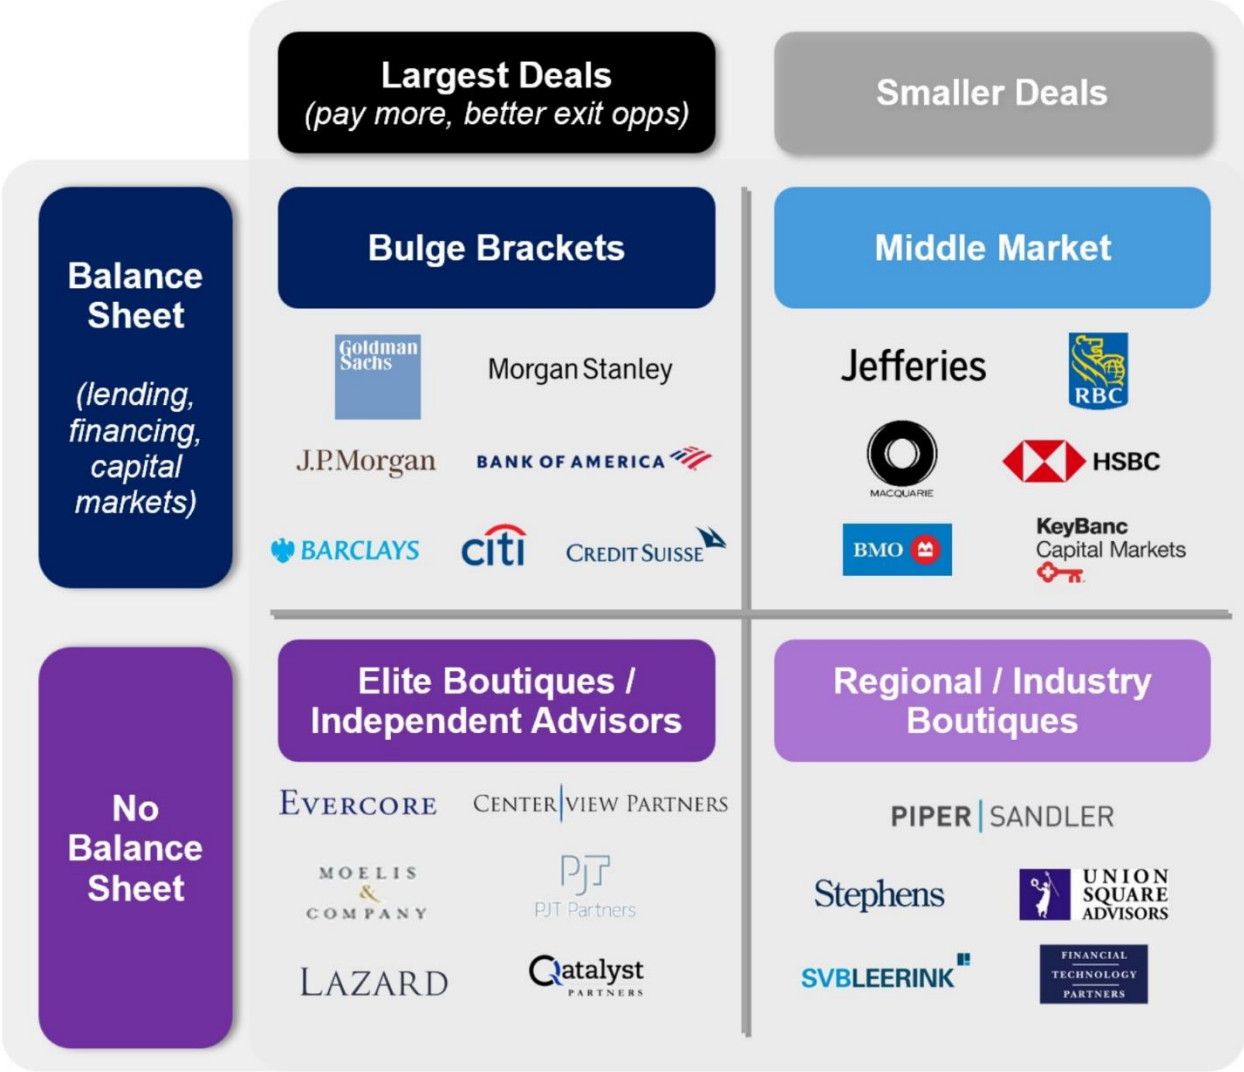 Largest Deals
(pay more, better exit opps)
Smaller Deals
Balance
Sheet
(lending,
financing,
capital
markets)
Bulge Brackets
Goldman
Sachs
Morgan Stanley
J.P.Morgan
BANK OF AMERICA
BARCLAYS
citi
CREDIT SUISSE
Middle Market
Jefferies
RBC
MACQUARIE
HSBC
BMO
KeyBanc
Capital Markets
No
Balance
Sheet
Elite Boutiques /
Independent Advisors
EVERCORE
CENTERVIEW PARTNERS
MOELIS
&
COMPANY
PJT
PJT Partners
LAZARD
Qatalyst
PARTNERS
Regional / Industry
Boutiques
PIPER | SANDLER
Stephens
UNION
SQUARE
ADVISORS
SVBLEERINK
FINANCIAL
TECHNOLOGY
PARTNERS